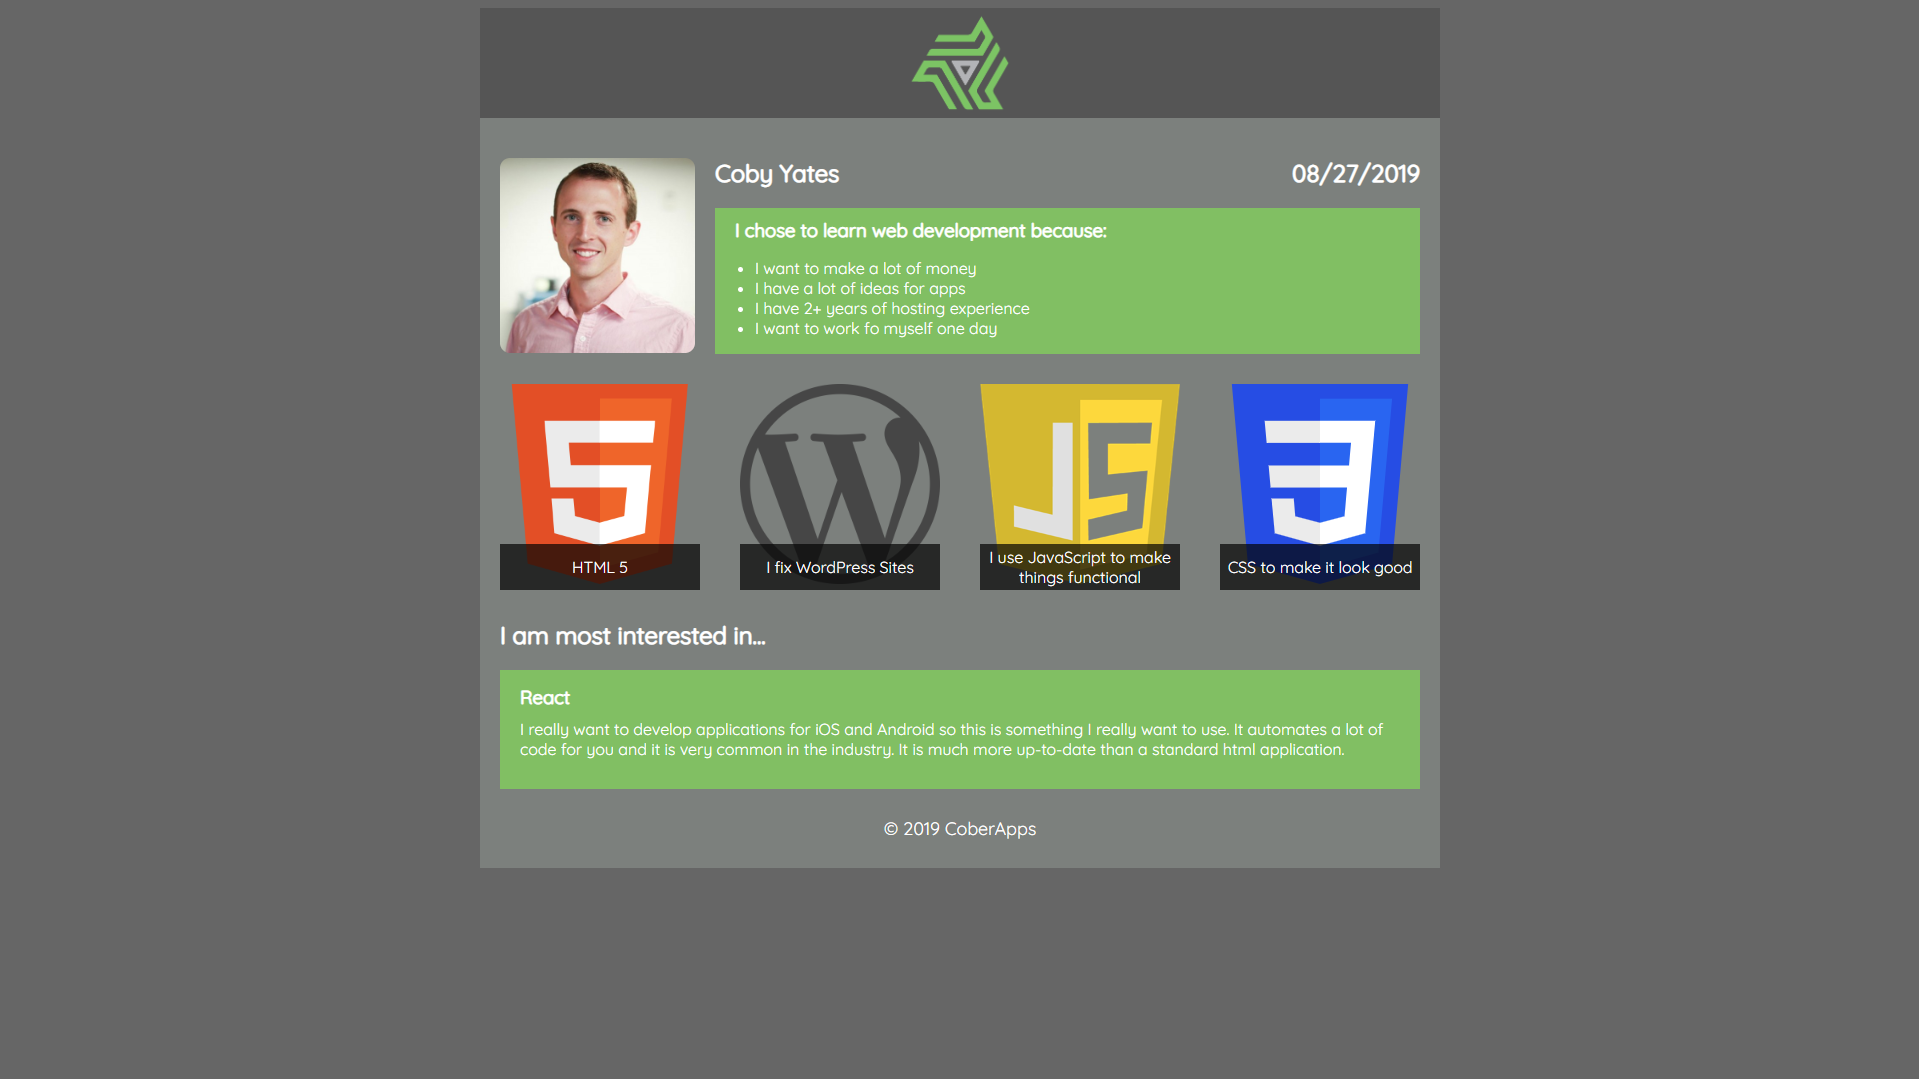 Coby Yates
08/27/2019
I chose to learn web development because:
• I want to make a lot of money
• I have a lot of ideas for apps
• I have 2+ years of hosting experience
• I want to work fo myself one day
HTML 5
I fix WordPress Sites
JS
I use JavaScript to make
things functional
CSS to make it look good
I am most interested in...
React
I really want to develop applications for iOS and Android so this is something I really want to use. It automates a lot of
code for you and it is very common in the industry. It is much more up-to-date than a standard html application.
© 2019 CoberApps